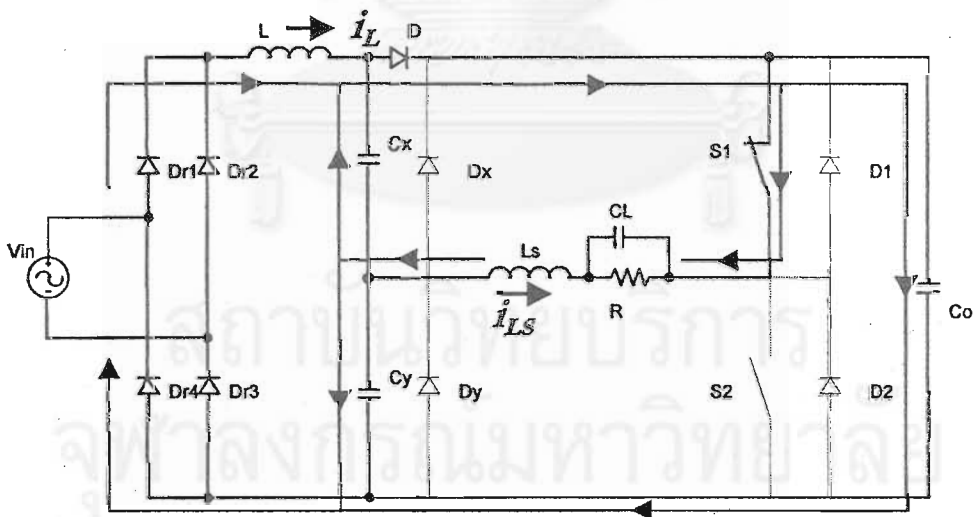 L
i_L
D
Cx
Dx
S1
D1
Dr1
Dr2
Vin
CL
Ls
R
i_LS
Co
Dr4
Dr3
Cy
Dy
S2
D2
สถาบันวิทยบริการ
จุฬาลงกรณ์มหาวิทยาลัย